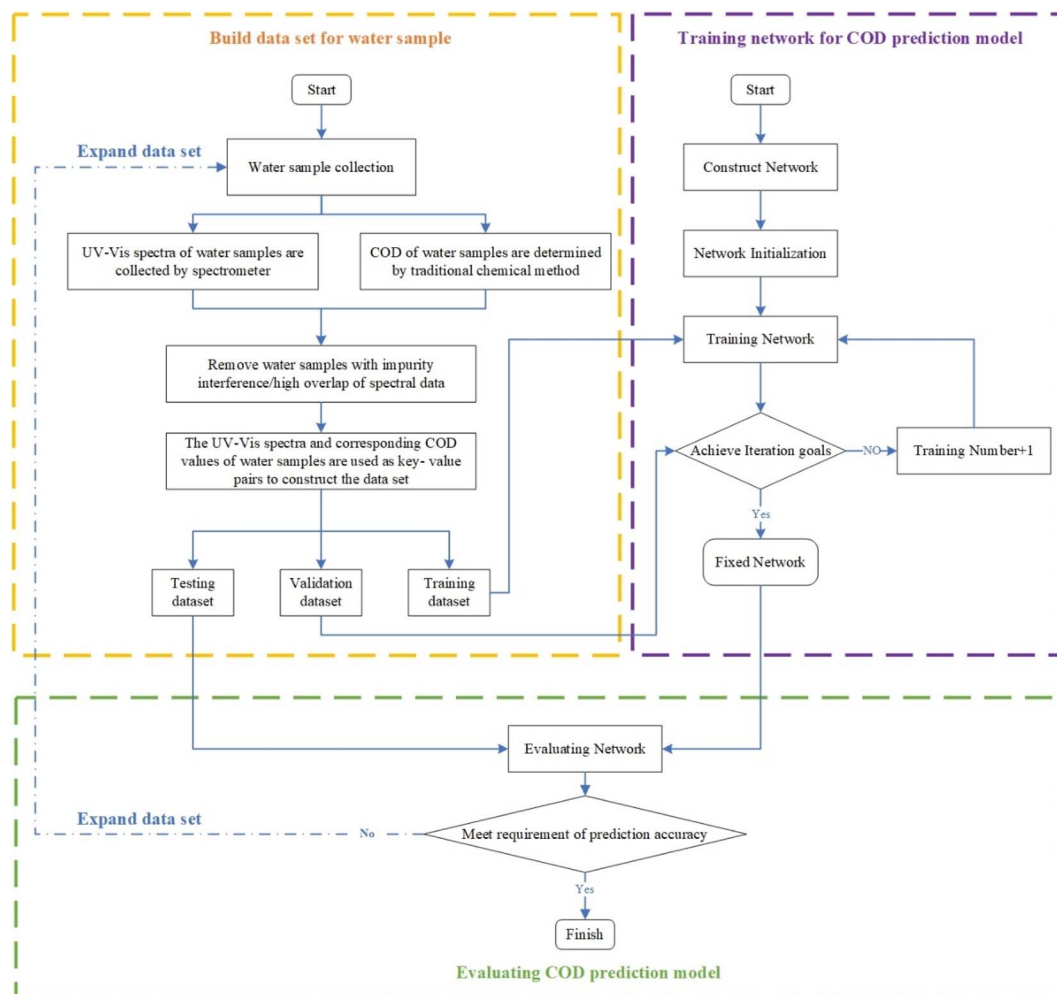 Build data set for water sample
Start
Expand data set
Water sample collection
UV-Vis spectra of water samples are
collected by spectrometer
COD of water samples are determined
by traditional chemical method
Remove water samples with impurity
interference/high overlap of spectral data
The UV-Vis spectra and corresponding COD
values of water samples are used as key- value
pairs to construct the data set
Testing
dataset
Validation
dataset
Training
dataset
Training network for COD prediction model
Start
Construct Network
Network Initialization
Training Network
Achieve Iteration goals
NO
Training Number+1
Yes
Fixed Network
Evaluating Network
Expand data set
No
Meet requirement of prediction accuracy
Yes
Finish
Evaluating COD prediction model